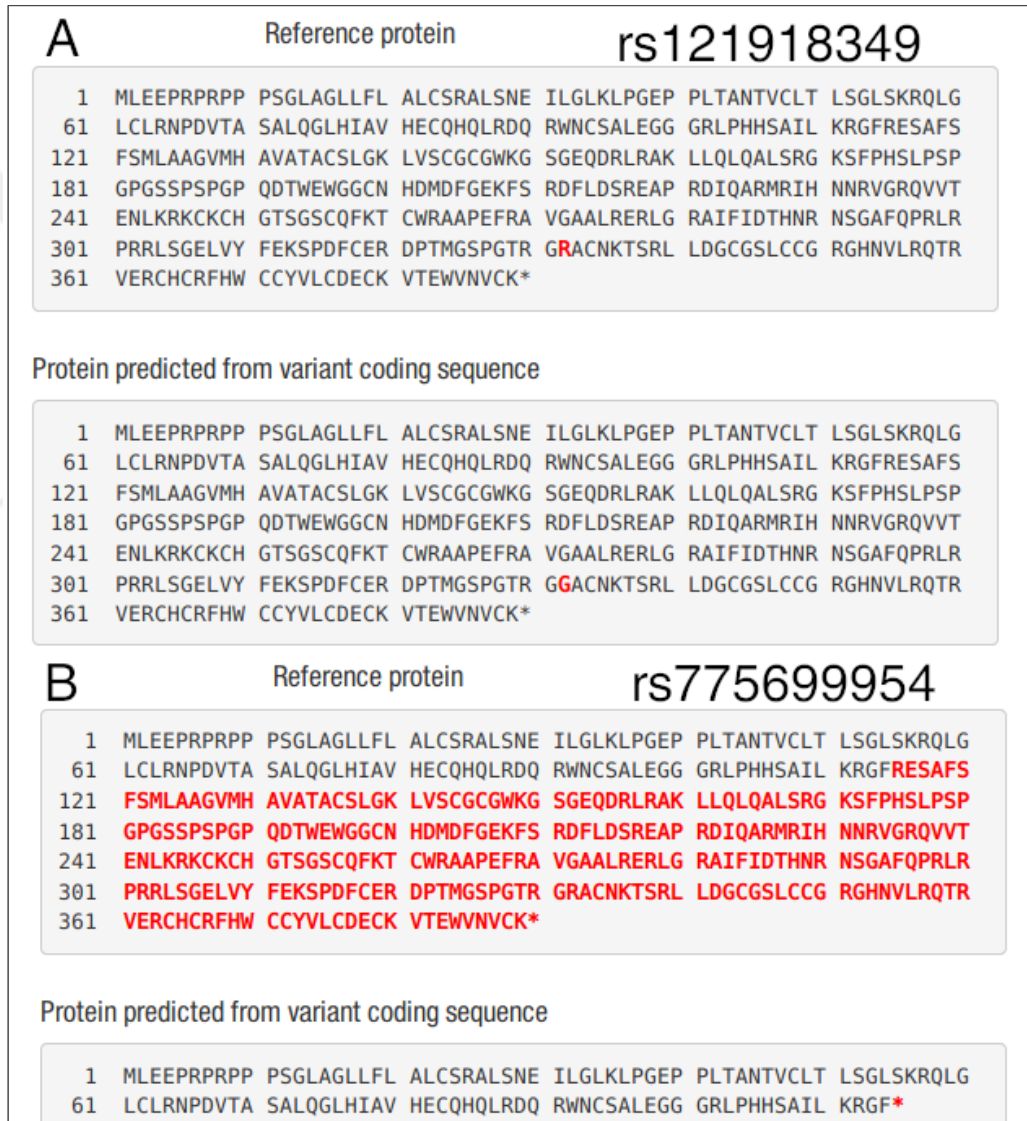 A Reference protein rs121918349
1 MLEEPRPRPP PSGLAGLLFL ALCSRALSNE ILGLKLPGEP PLTANTVCLT LSGLSKRQLG
61 LCLRNPDVTA SALQGLHIAV HECQHQLRDQ RWNCSALEGG GRLPHHSAIL KRGFRESAFS
121 FSMLAAGVMH AVATACSLGK LVSCGCGWKG SGEQDRLRAK LLQLQALSRG KSFPHSLPSP
181 GPGSSPSPGP QDTWEWGGCN HDMDFGEKFS RDFLDSREAP RDIQARMRIH NNRVGRQVVT
241 ENLKRKCKCH GTSGSCQFKT CWRAAPEFRA VGAALRERLG RAIFIDTHNR NSGAFQPRLR
301 PRRLSGELVY FEKSPDFCER DPTMGSPGTR GRACNKTSRL LDGCGSLCCG RGHNVLRQTR
361 VERCHCRFHW CCYVLCDECK VTEWVNVCK*
Protein predicted from variant coding sequence
1 MLEEPRPRPP PSGLAGLLFL ALCSRALSNE ILGLKLPGEP PLTANTVCLT LSGLSKRQLG
61 LCLRNPDVTA SALQGLHIAV HECQHQLRDQ RWNCSALEGG GRLPHHSAIL KRGFRESAFS
121 FSMLAAGVMH AVATACSLGK LVSCGCGWKG SGEQDRLRAK LLQLQALSRG KSFPHSLPSP
181 GPGSSPSPGP QDTWEWGGCN HDMDFGEKFS RDFLDSREAP RDIQARMRIH NNRVGRQVVT
241 ENLKRKCKCH GTSGSCQFKT CWRAAPEFRA VGAALRERLG RAIFIDTHNR NSGAFQPRLR
301 PRRLSGELVY FEKSPDFCER DPTMGSPGTR GGACNKTSRL LDGCGSLCCG RGHNVLRQTR
361 VERCHCRFHW CCYVLCDECK VTEWVNVCK*
B Reference protein rs775699954
1 MLEEPRPRPP PSGLAGLLFL ALCSRALSNE ILGLKLPGEP PLTANTVCLT LSGLSKRQLG
61 LCLRNPDVTA SALQGLHIAV HECQHQLRDQ RWNCSALEGG GRLPHHSAIL KRGFRESAFS
121 FSMLAAGVMH AVATACSLGK LVSCGCGWKG SGEQDRLRAK LLQLQALSRG KSFPHSLPSP
181 GPGSSPSPGP QDTWEWGGCN HDMDFGEKFS RDFLDSREAP RDIQARMRIH NNRVGRQVVT
241 ENLKRKCKCH GTSGSCQFKT CWRAAPEFRA VGAALRERLG RAIFIDTHNR NSGAFQPRLR
301 PRRLSGELVY FEKSPDFCER DPTMGSPGTR GRACNKTSRL LDGCGSLCCG RGHNVLRQTR
361 VERCHCRFHW CCYVLCDECK VTEWVNVCK*
Protein predicted from variant coding sequence
1 MLEEPRPRPP PSGLAGLLFL ALCSRALSNE ILGLKLPGEP PLTANTVCLT LSGLSKRQLG
61 LCLRNPDVTA SALQGLHIAV HECQHQLRDQ RWNCSALEGG GRLPHHSAIL KRGF*